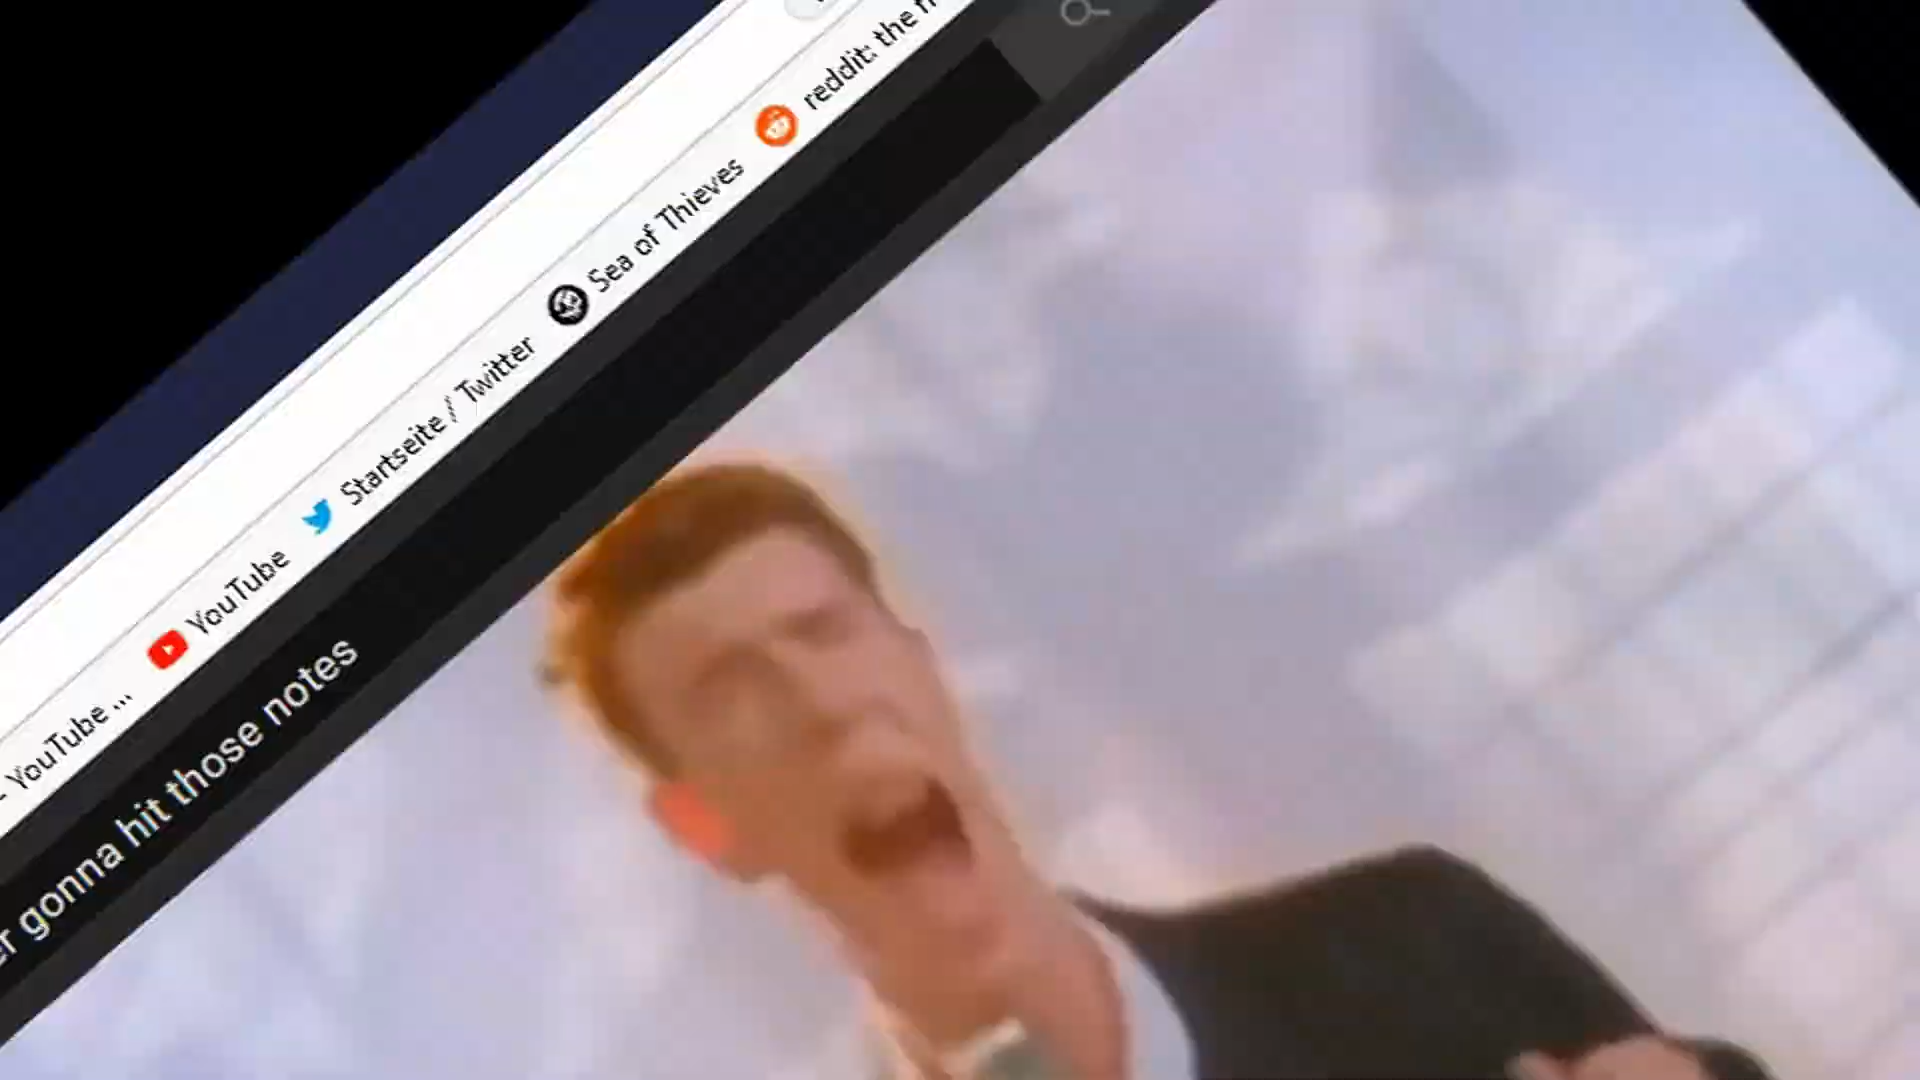 - YouTube ...
YouTube
Startseite / Twitter
Sea of Thieves
reddit: the
gonna hit those notes